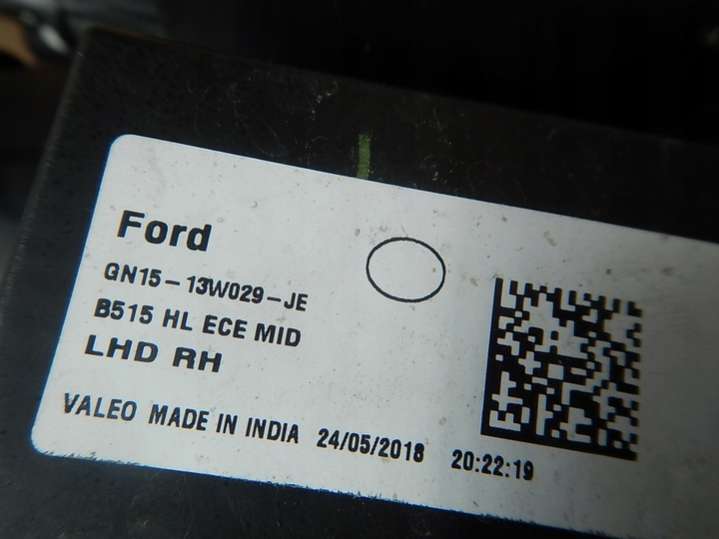 Ford
GN15-13W029-JE
B515 HL ECE MID
LHD RH
VALEO MADE IN INDIA 24/05/2018 20:22:19